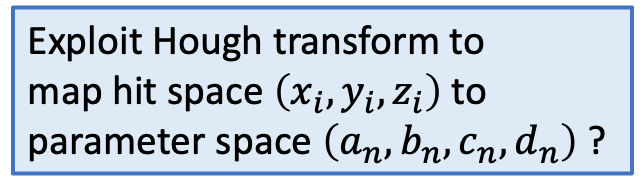 Exploit Hough transform to
map hit space (xᵢ, yᵢ, zᵢ) to
parameter space (aₙ, bₙ, cₙ, dₙ) ?